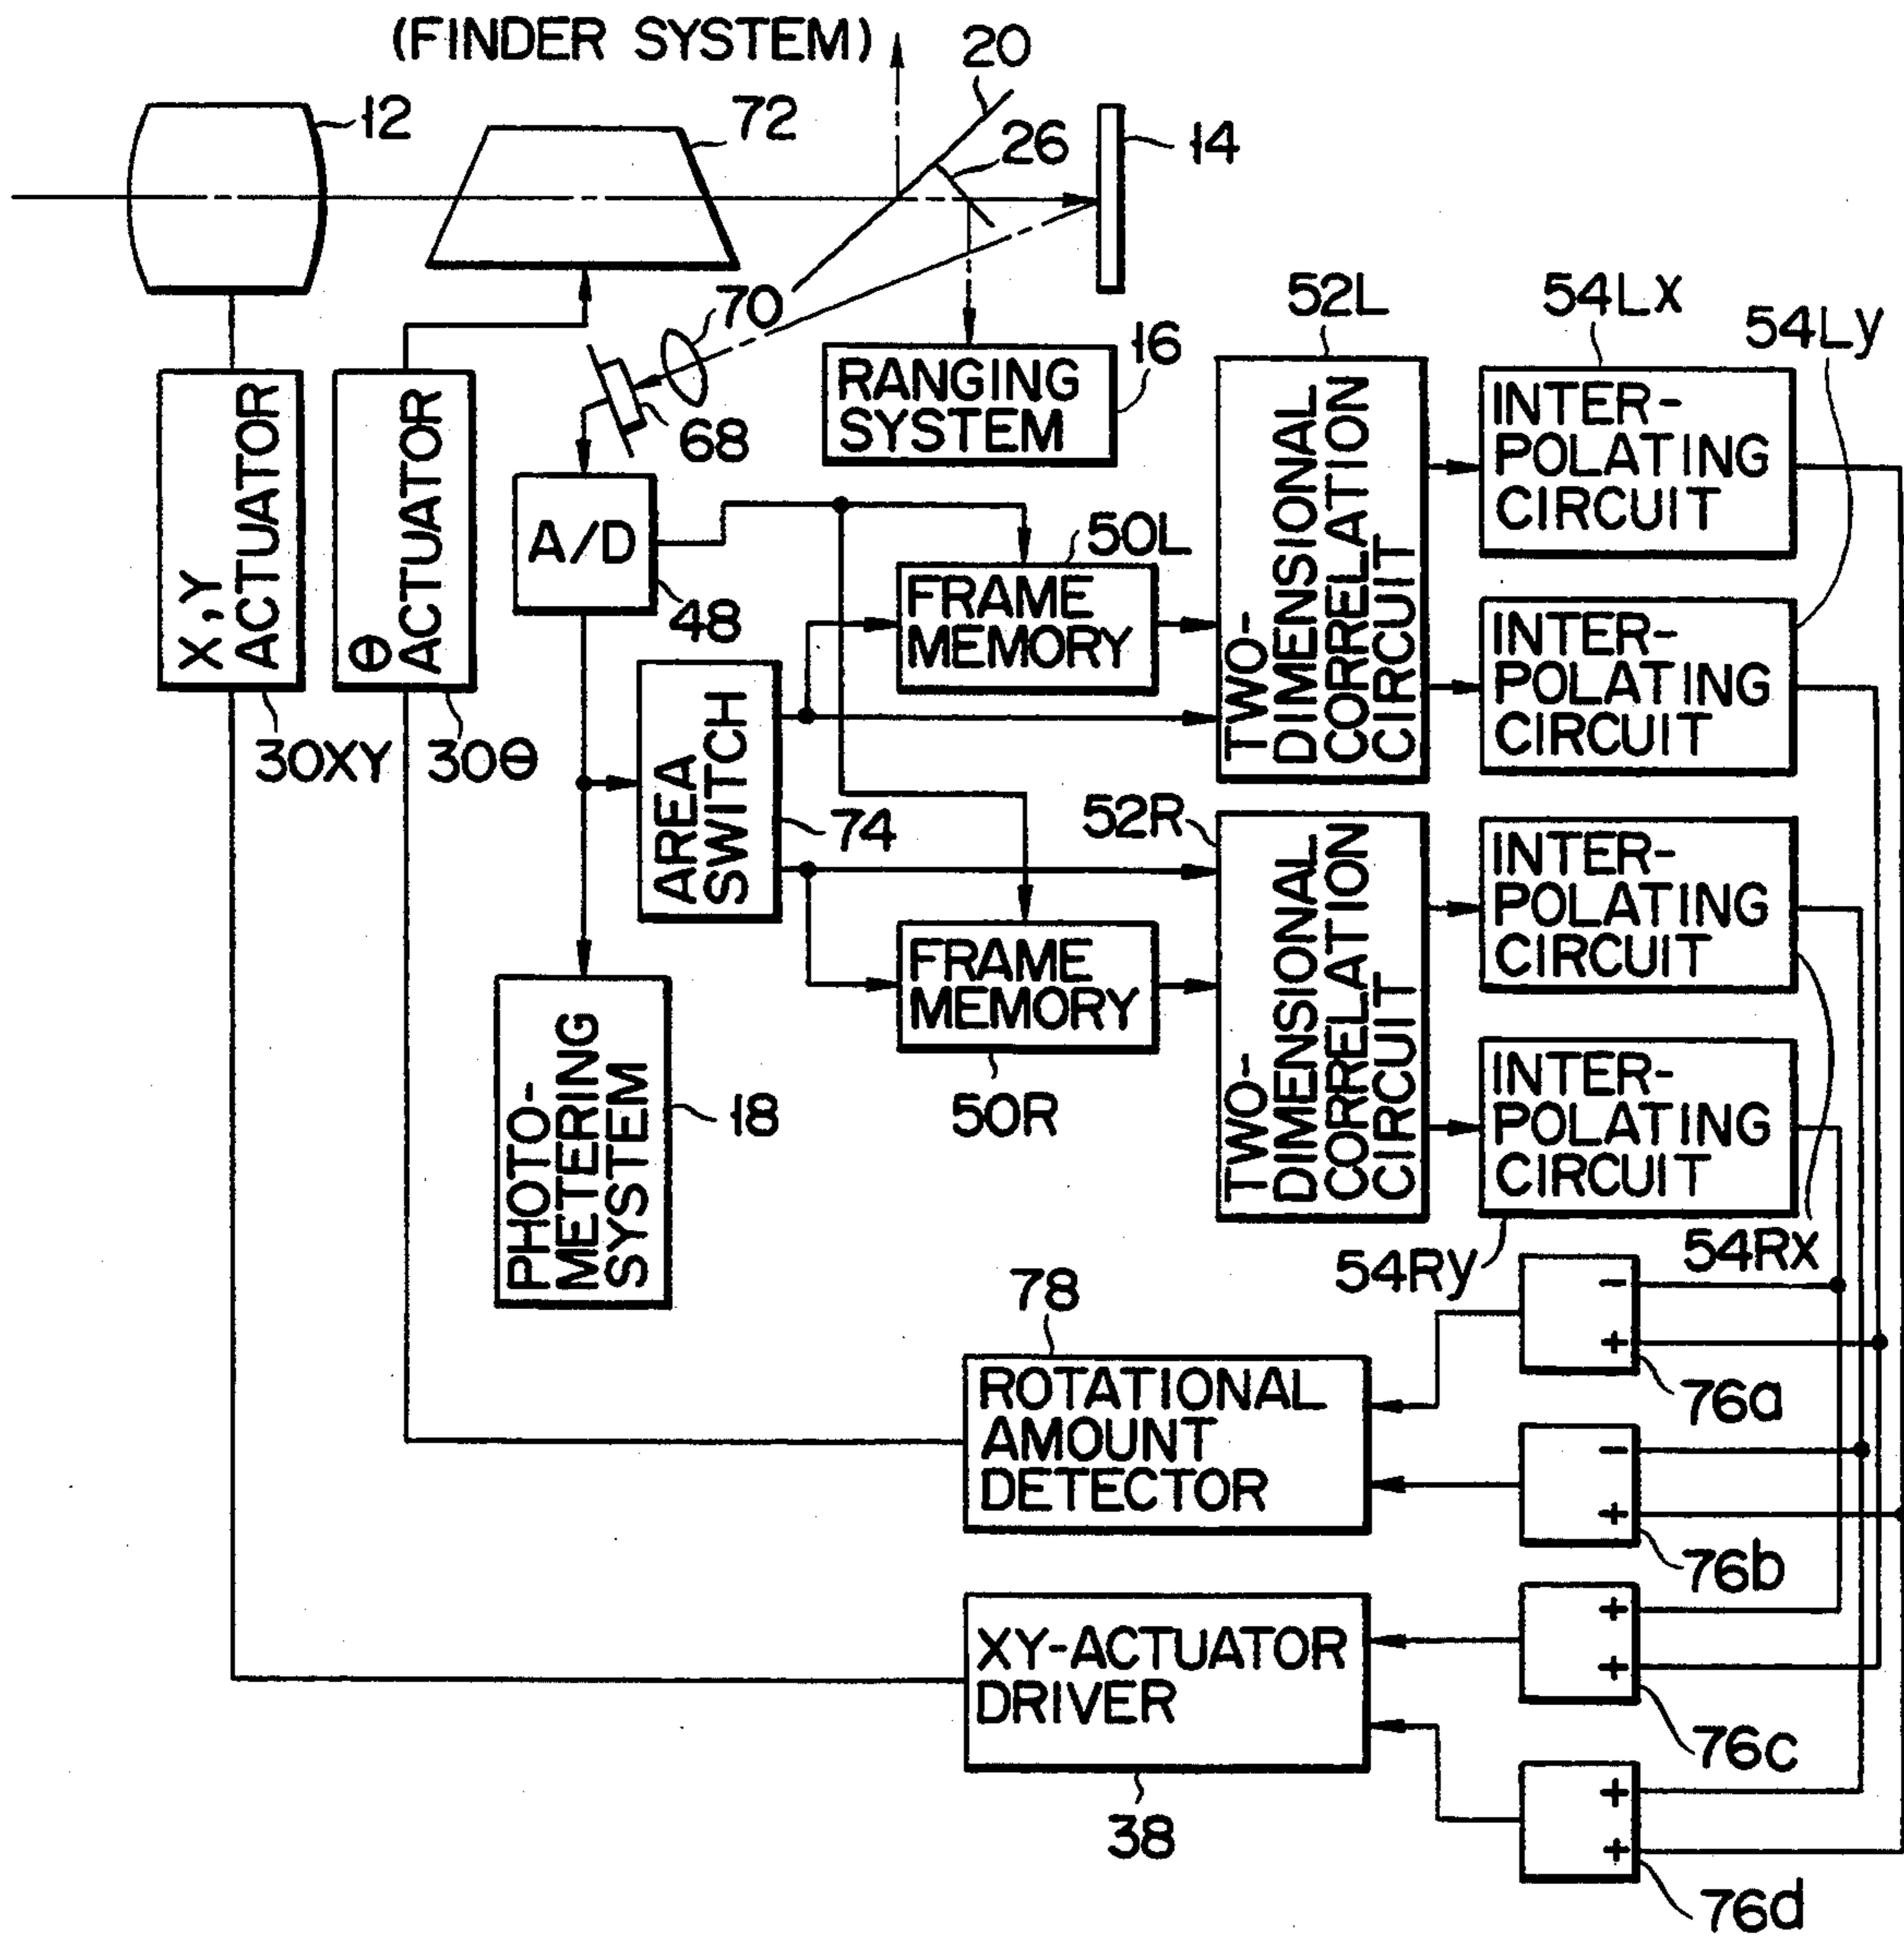 (FINDER SYSTEM)
20
12
72
26
14
70
52L
54Lx
54Ly
16
RANGING
SYSTEM
68
X,Y
ACTUATOR
θ
ACTUATOR
A/D
48
50L
FRAME
MEMORY
TWO-
DIMENSIONAL
CORRELATION
CIRCUIT
INTER-
POLATING
CIRCUIT
INTER-
POLATING
CIRCUIT
30XY
30θ
AREA
SWITCH
74
52R
FRAME
MEMORY
50R
TWO-
DIMENSIONAL
CORRELATION
CIRCUIT
INTER-
POLATING
CIRCUIT
INTER-
POLATING
CIRCUIT
PHOTO-
METERING
SYSTEM
18
54Ry
54Rx
78
ROTATIONAL
AMOUNT
DETECTOR
-
+
76a
-
+
76b
XY-ACTUATOR
DRIVER
38
+
+
76c
+
+
76d